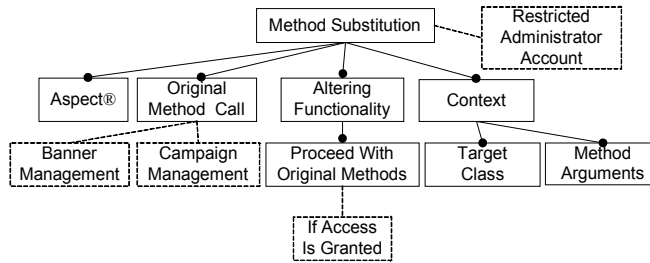 Method Substitution
Restricted
Administrator
Account
Aspect®
Original
Method Call
Altering
Functionality
Context
Banner
Management
Campaign
Management
Proceed With
Original Methods
Target
Class
Method
Arguments
If Access
Is Granted